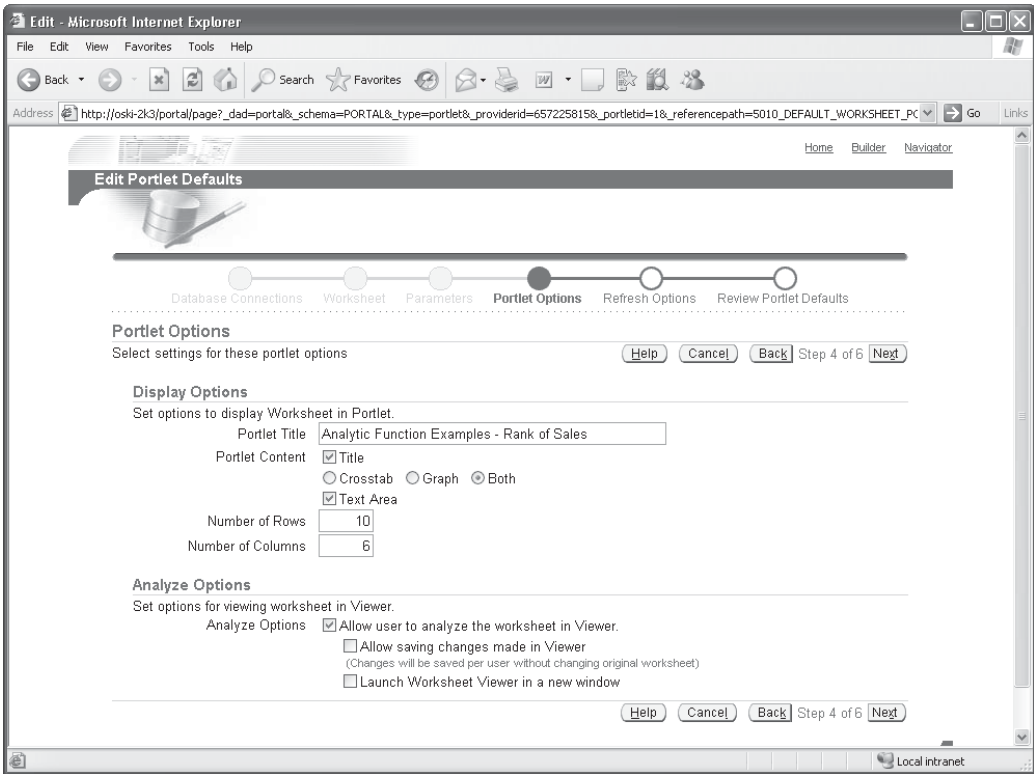 Edit - Microsoft Internet Explorer
File Edit View Favorites Tools Help
Back Search Favorites
Address http://oski-2k3/portal/page?_dad=portal&_schema=PORTAL&_type=portlet&_providerid=657225815&_portletid=1&_referencepath=5010_DEFAULT_WORKSHEET_PC Go Links
Home Builder Navigator
Edit Portlet Defaults
Database Connections Worksheet Parameters Portlet Options Refresh Options Review Portlet Defaults
Portlet Options
Select settings for these portlet options Help Cancel Back Step 4 of 6 Next
Display Options
Set options to display Worksheet in Portlet.
Portlet Title Analytic Function Examples - Rank of Sales
Portlet Content Title
Crosstab Graph Both
Text Area
Number of Rows 10
Number of Columns 6
Analyze Options
Set options for viewing worksheet in Viewer.
Analyze Options Allow user to analyze the worksheet in Viewer.
Allow saving changes made in Viewer
(Changes will be saved per user without changing original worksheet)
Launch Worksheet Viewer in a new window
Help Cancel Back Step 4 of 6 Next
Local intranet